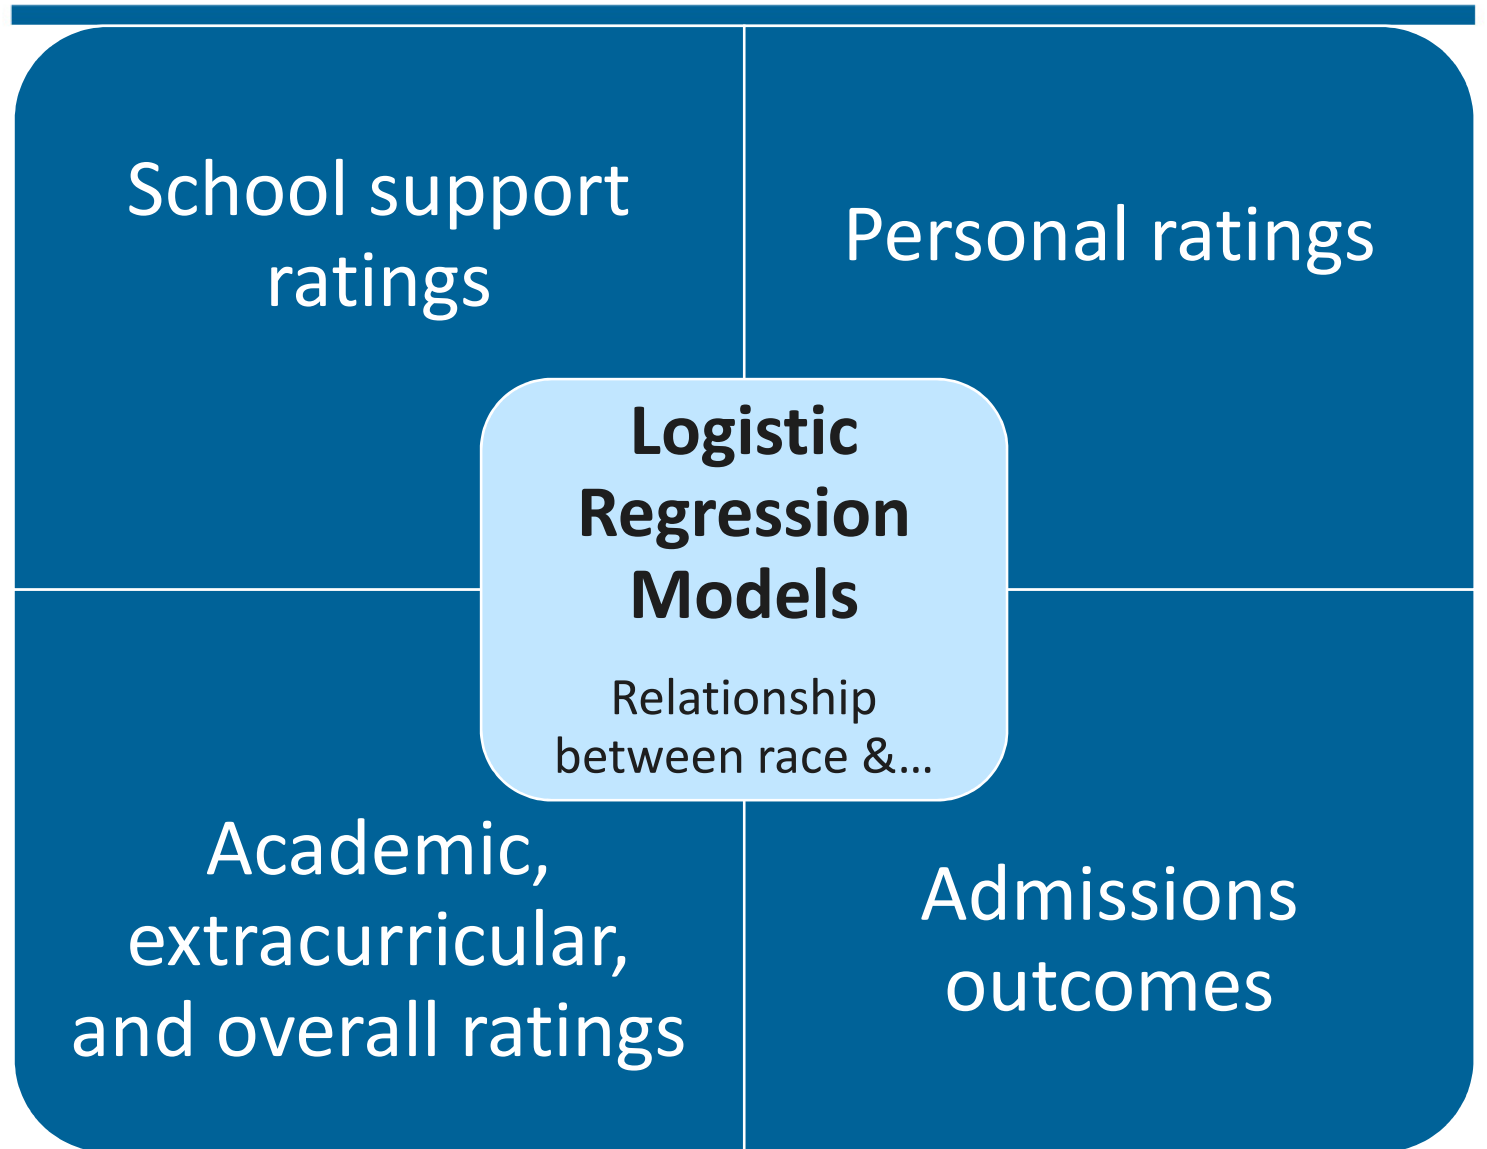 School support
ratings
Personal ratings
Logistic
Regression
Models
Relationship
between race &…
Academic,
extracurricular,
and overall ratings
Admissions
outcomes